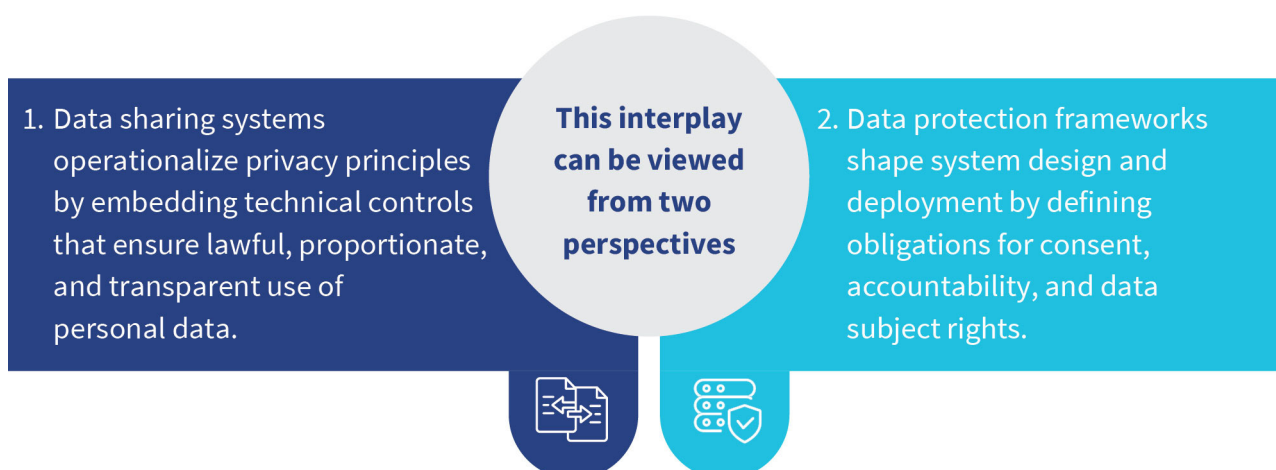 1. Data sharing systems
operationalize privacy principles
by embedding technical controls
that ensure lawful, proportionate,
and transparent use of
personal data.
This interplay
can be viewed
from two
perspectives
2. Data protection frameworks
shape system design and
deployment by defining
obligations for consent,
accountability, and data
subject rights.